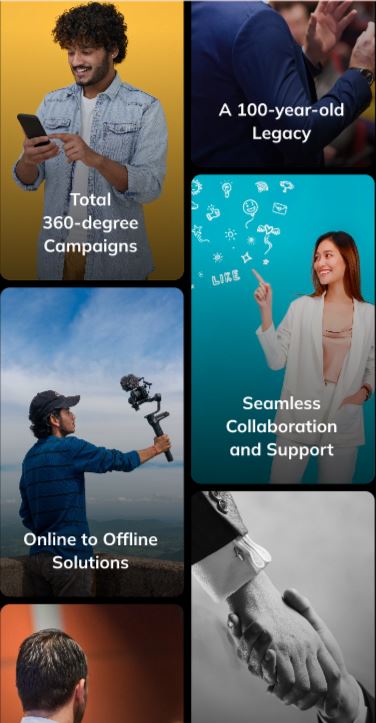 Total
360-degree
Campaigns
A 100-year-old
Legacy
LIKE
Seamless
Collaboration
and Support
Online to Offline
Solutions